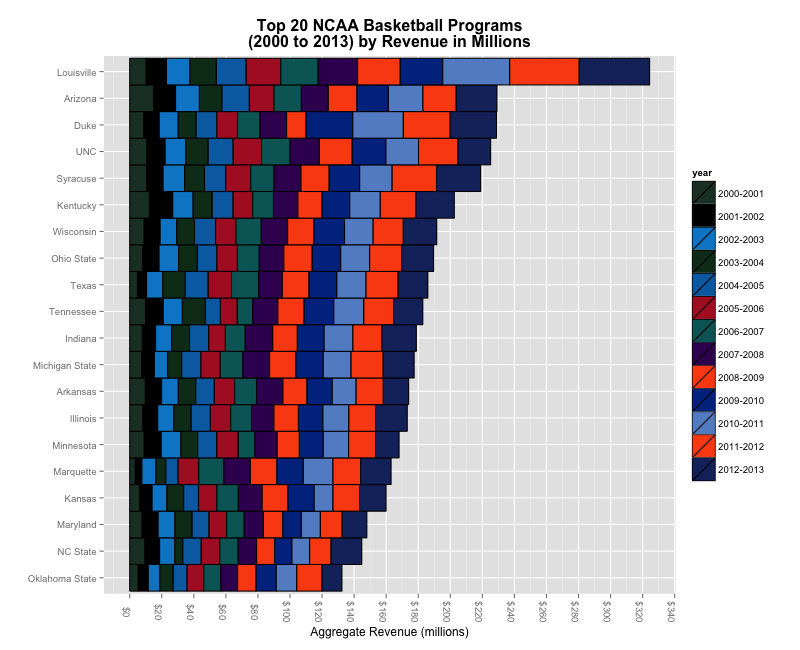 Top 20 NCAA Basketball Programs
(2000 to 2013) by Revenue in Millions
Louisville
Arizona
Duke
UNC
Syracuse
Kentucky
Wisconsin
Ohio State
Texas
Tennessee
Indiana
Michigan State
Arkansas
Illinois
Minnesota
Marquette
Kansas
Maryland
NC State
Oklahoma State
$0 $20 $40 $60 $80 $100 $120 $140 $160 $180 $200 $220 $240 $260 $280 $300 $320 $340
Aggregate Revenue (millions)
year
2000-2001
2001-2002
2002-2003
2003-2004
2004-2005
2005-2006
2006-2007
2007-2008
2008-2009
2009-2010
2010-2011
2011-2012
2012-2013